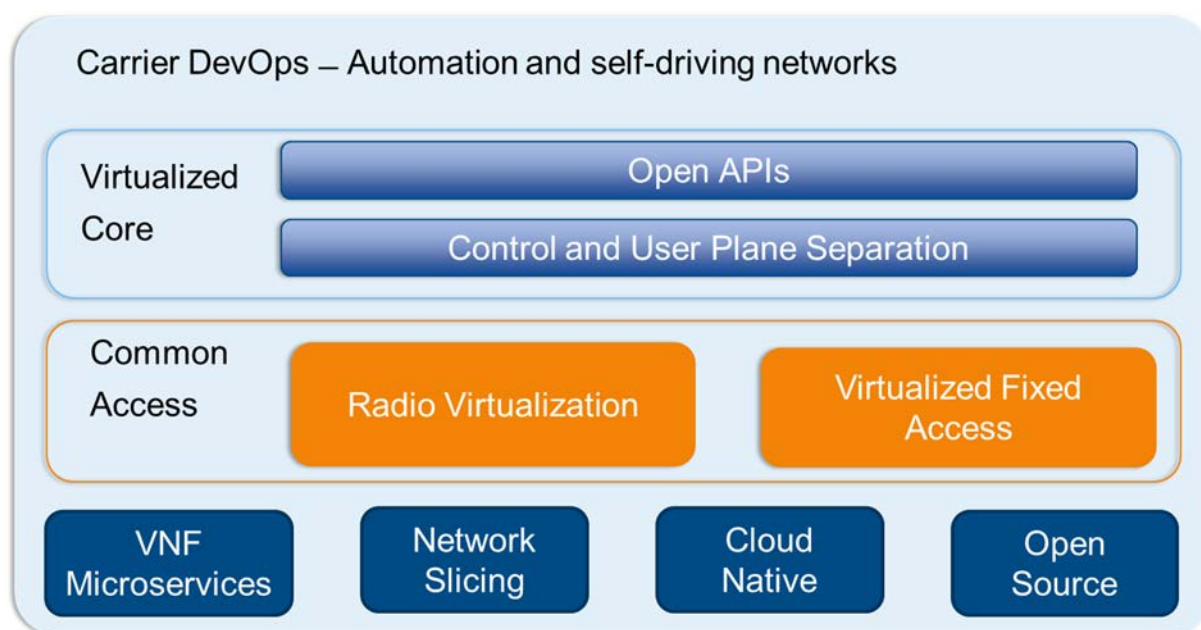 Carrier DevOps – Automation and self-driving networks
Virtualized
Core
Open APIs
Control and User Plane Separation
Common
Access
Radio Virtualization
Virtualized Fixed
Access
VNF
Microservices
Network
Slicing
Cloud
Native
Open
Source